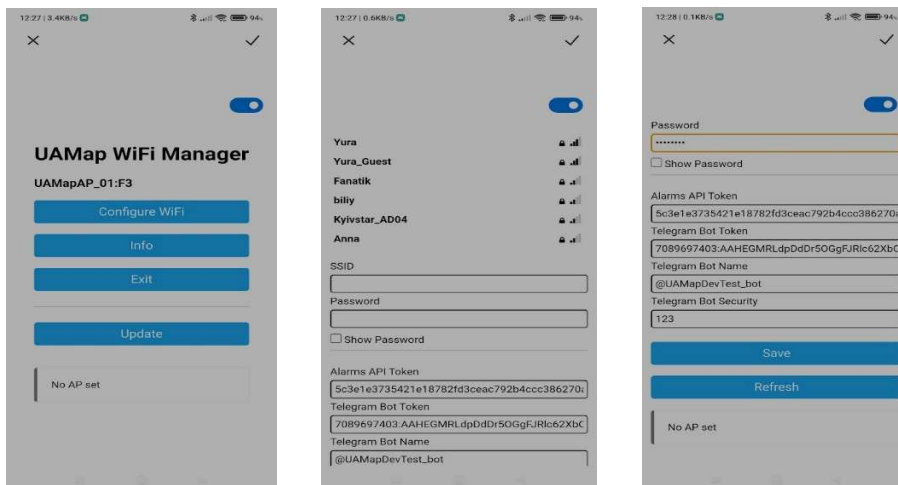 12:27 | 3.4KB/s
94%
UAMap WiFi Manager
UAMapAP_01:F3
Configure WiFi
Info
Exit
Update
No AP set
12:27 | 0.6KB/s
94%
Yura
Yura_Guest
Fanatik
biliy
Kyivstar_AD04
Anna
SSID
Password
Show Password
Alarms API Token
5c3e1e3735421e18782fd3ceac792b4ccc386270
Telegram Bot Token
7089697403:AAHEGMRLdpDdDr5OGgFJRlc62Xb
Telegram Bot Name
@UAMapDevTest_bot
12:28 | 0.1KB/s
94%
Password
••••••••
Show Password
Alarms API Token
5c3e1e3735421e18782fd3ceac792b4ccc386270
Telegram Bot Token
7089697403:AAHEGMRLdpDdDr5OGgFJRlc62Xb
Telegram Bot Name
@UAMapDevTest_bot
Telegram Bot Security
123
Save
Refresh
No AP set